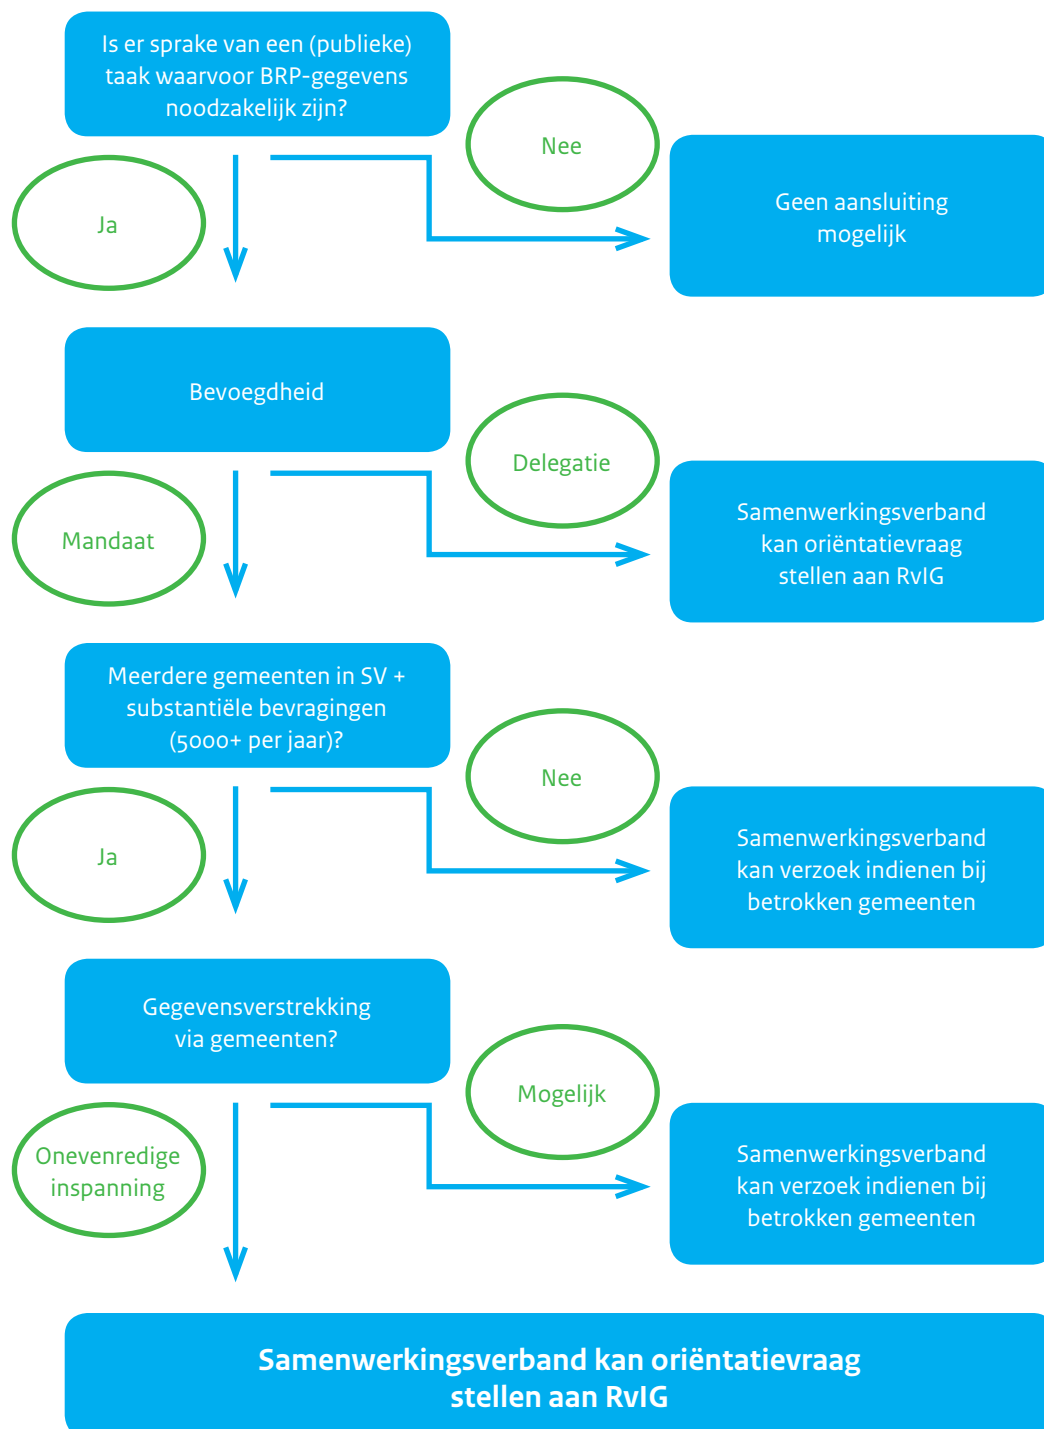 Is er sprake van een (publieke)
taak waarvoor BRP-gegevens
noodzakelijk zijn?
Nee
Ja
Geen aansluiting
mogelijk
Bevoegdheid
Delegatie
Mandaat
Samenwerkingsverband
kan oriëntatievraag
stellen aan RvIG
Meerdere gemeenten in SV +
substantiële bevragingen
(5000+ per jaar)?
Nee
Ja
Samenwerkingsverband
kan verzoek indienen bij
betrokken gemeenten
Gegevensverstrekking
via gemeenten?
Mogelijk
Onevenredige
inspanning
Samenwerkingsverband
kan verzoek indienen bij
betrokken gemeenten
Samenwerkingsverband kan oriëntatievraag
stellen aan RvIG